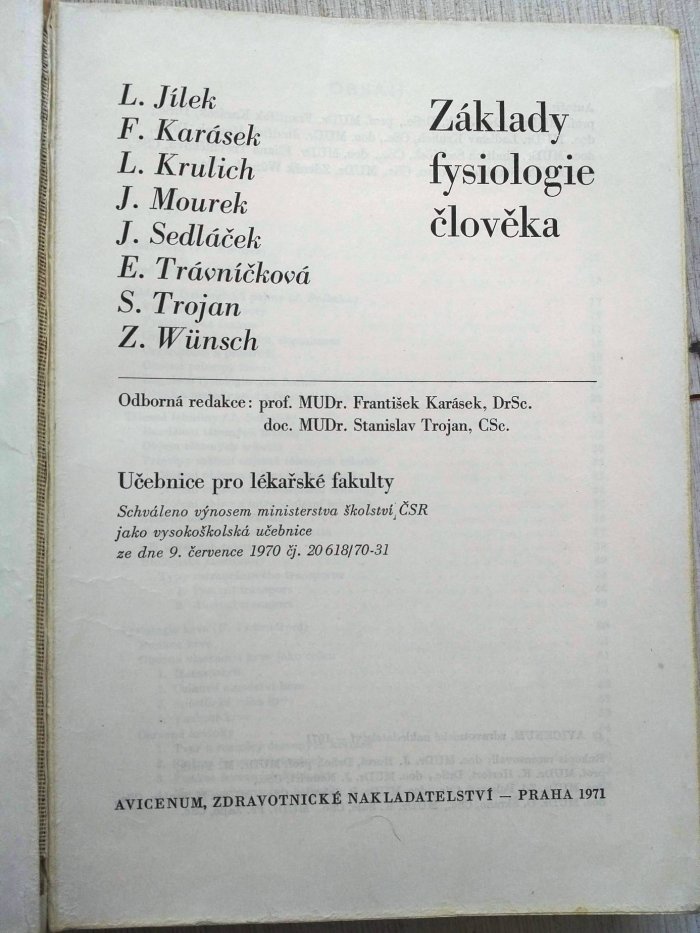 L. Jílek
F. Karásek
L. Krulich
J. Mourek
J. Sedláček
E. Trávníčková
S. Trojan
Z. Wünsch
Základy
fysiologie
člověka
Odborná redakce: prof. MUDr. František Karásek, DrSc.
doc. MUDr. Stanislav Trojan, CSc.
Učebnice pro lékařské fakulty
Schváleno výnosem ministerstva školství ČSR
jako vysokoškolská učebnice
ze dne 9. července 1970 čj. 20618/70-31
AVICENUM, ZDRAVOTNICKÉ NAKLADATELSTVÍ — PRAHA 1971